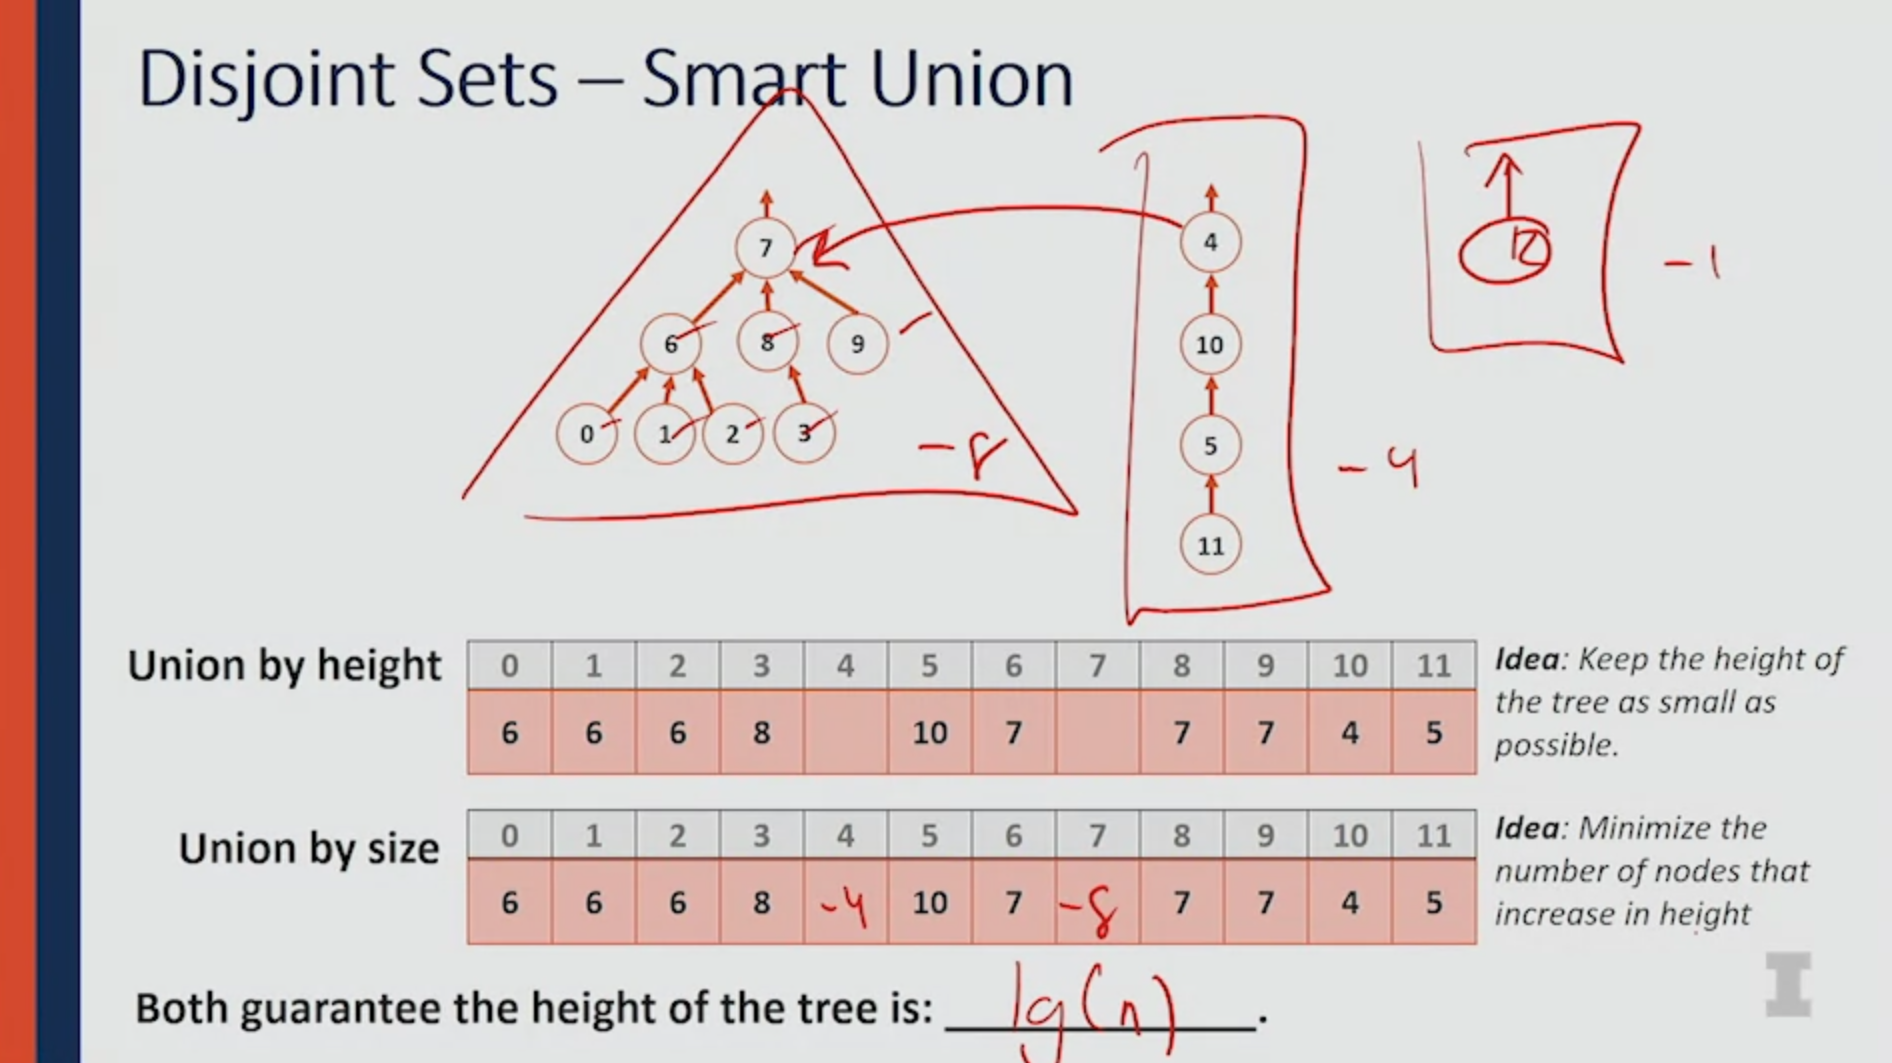 Disjoint Sets – Smart Union
7
4
12
-1
6
8
9
10
0
1
2
3
-8
5
-4
11
Union by height
0 1 2 3 4 5 6 7 8 9 10 11
6 6 6 8 10 7 7 7 4 5
Idea: Keep the height of
the tree as small as
possible.
Union by size
0 1 2 3 4 5 6 7 8 9 10 11
6 6 6 8 -4 10 7 -8 7 7 4 5
Idea: Minimize the
number of nodes that
increase in height
Both guarantee the height of the tree is: lg(n).
I